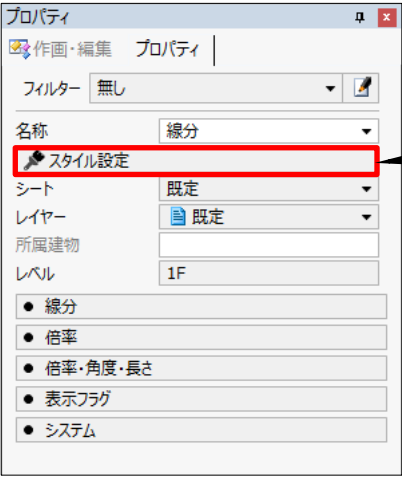 プロパティ
作画・編集 プロパティ
フィルター 無し
名称 線分
スタイル設定
シート 既定
レイヤー 既定
所属建物
レベル 1F
● 線分
● 倍率
● 倍率・角度・長さ
● 表示フラグ
● システム